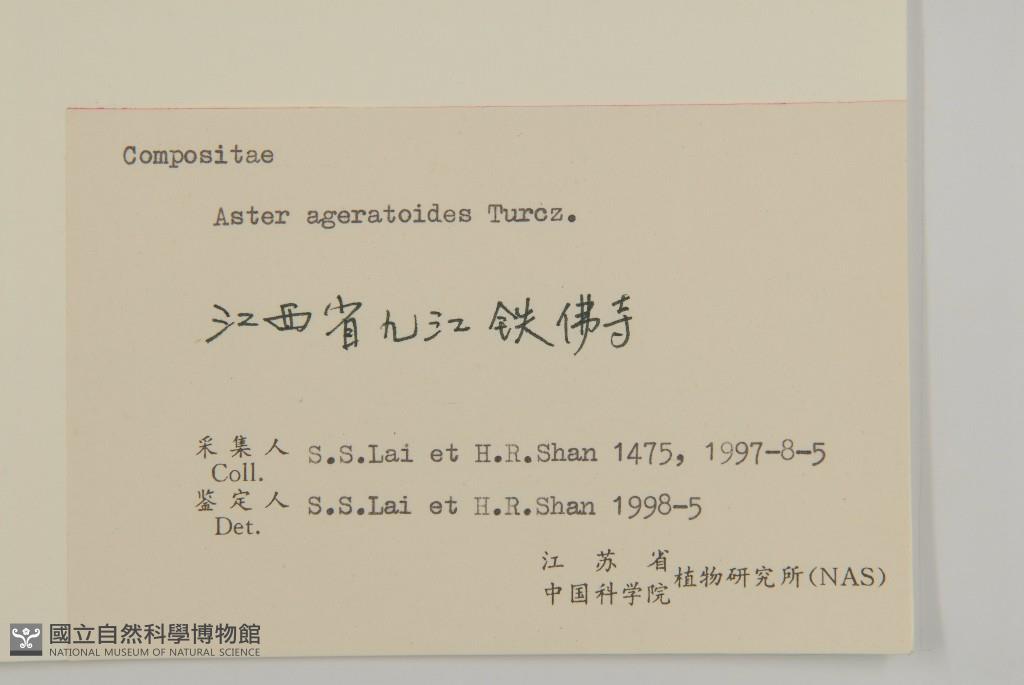 Compositae
Aster ageratoides Turcz.
江西省九江铁佛寺
采集人 S.S.Lai et H.R.Shan 1475, 1997-8-5
Coll.
鉴定人 S.S.Lai et H.R.Shan 1998-5
Det.
江苏省
中国科学院植物研究所(NAS)
國立自然科學博物館
NATIONAL MUSEUM OF NATURAL SCIENCE